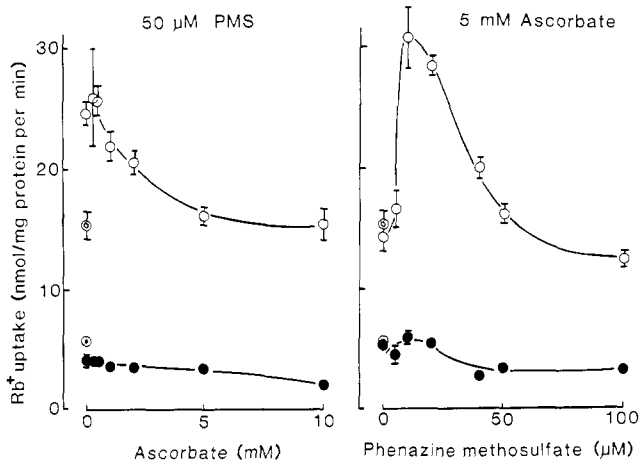 50 µM PMS
5 mM Ascorbate
Rb+ uptake (nmol/mg protein per min)
30
20
10
0
0 5 10
0 50 100
Ascorbate (mM)
Phenazine methosulfate (µM)